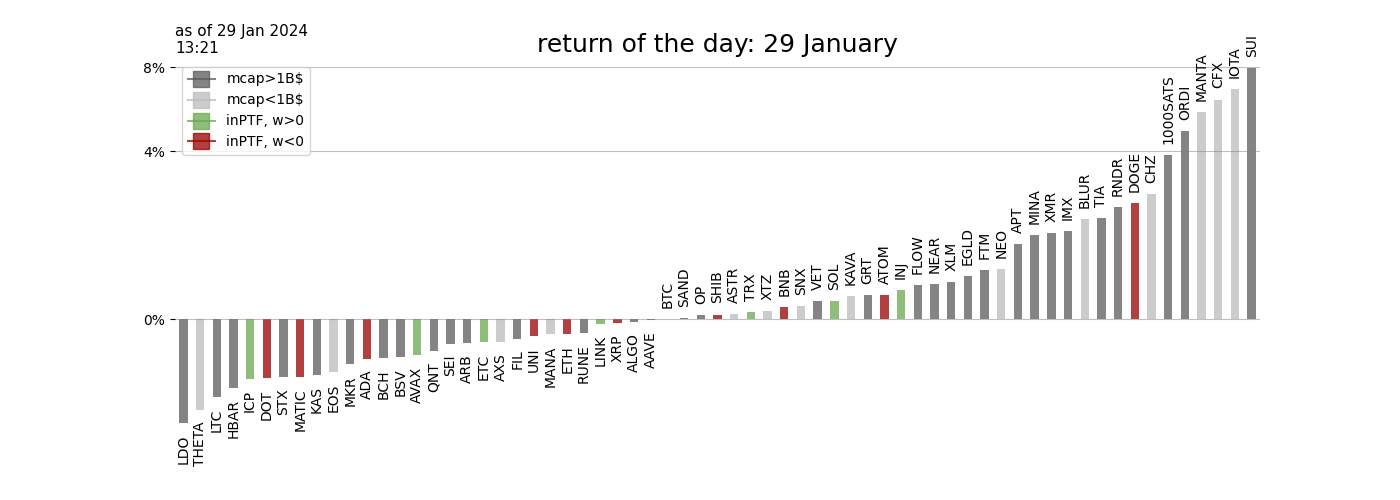 as of 29 Jan 2024
13:21
return of the day: 29 January
8%
4%
0%
mcap>1B$
mcap<1B$
inPTF, w>0
inPTF, w<0
LDO
THETA
LTC
HBAR
ICP
DOT
STX
MATIC
KAS
EOS
MKR
ADA
BCH
BSV
AVAX
QNT
SEI
ARB
ETC
AXS
FIL
UNI
MANA
ETH
RUNE
LINK
XRP
ALGO
AAVE
BTC
SAND
OP
SHIB
ASTR
TRX
XTZ
BNB
SNX
VET
SOL
KAVA
GRT
ATOM
INJ
FLOW
NEAR
XLM
EGLD
FTM
NEO
APT
MINA
XMR
IMX
BLUR
TIA
RNDR
DOGE
CHZ
1000SATS
ORDI
MANTA
CFX
IOTA
SUI